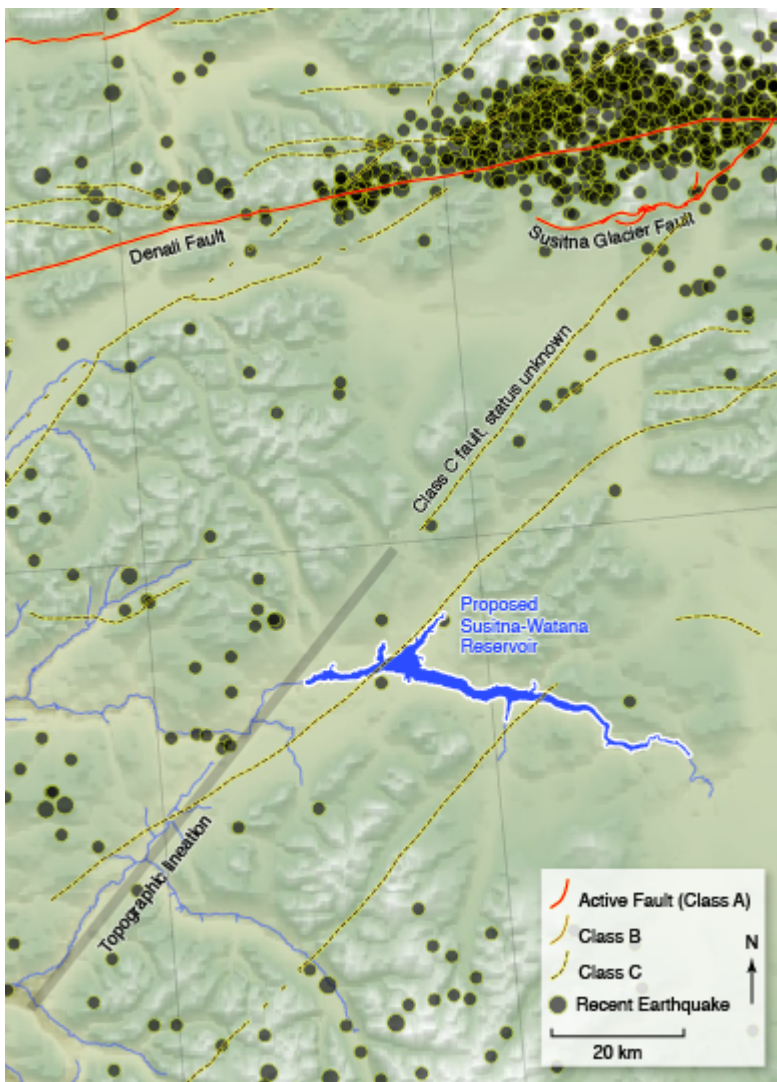 Denali Fault
Susitna Glacier Fault
Class C fault, status unknown
Proposed
Susitna-Watana
Reservoir
Topographic lineation
Active Fault (Class A)
Class B
Class C
Recent Earthquake
N
20 km